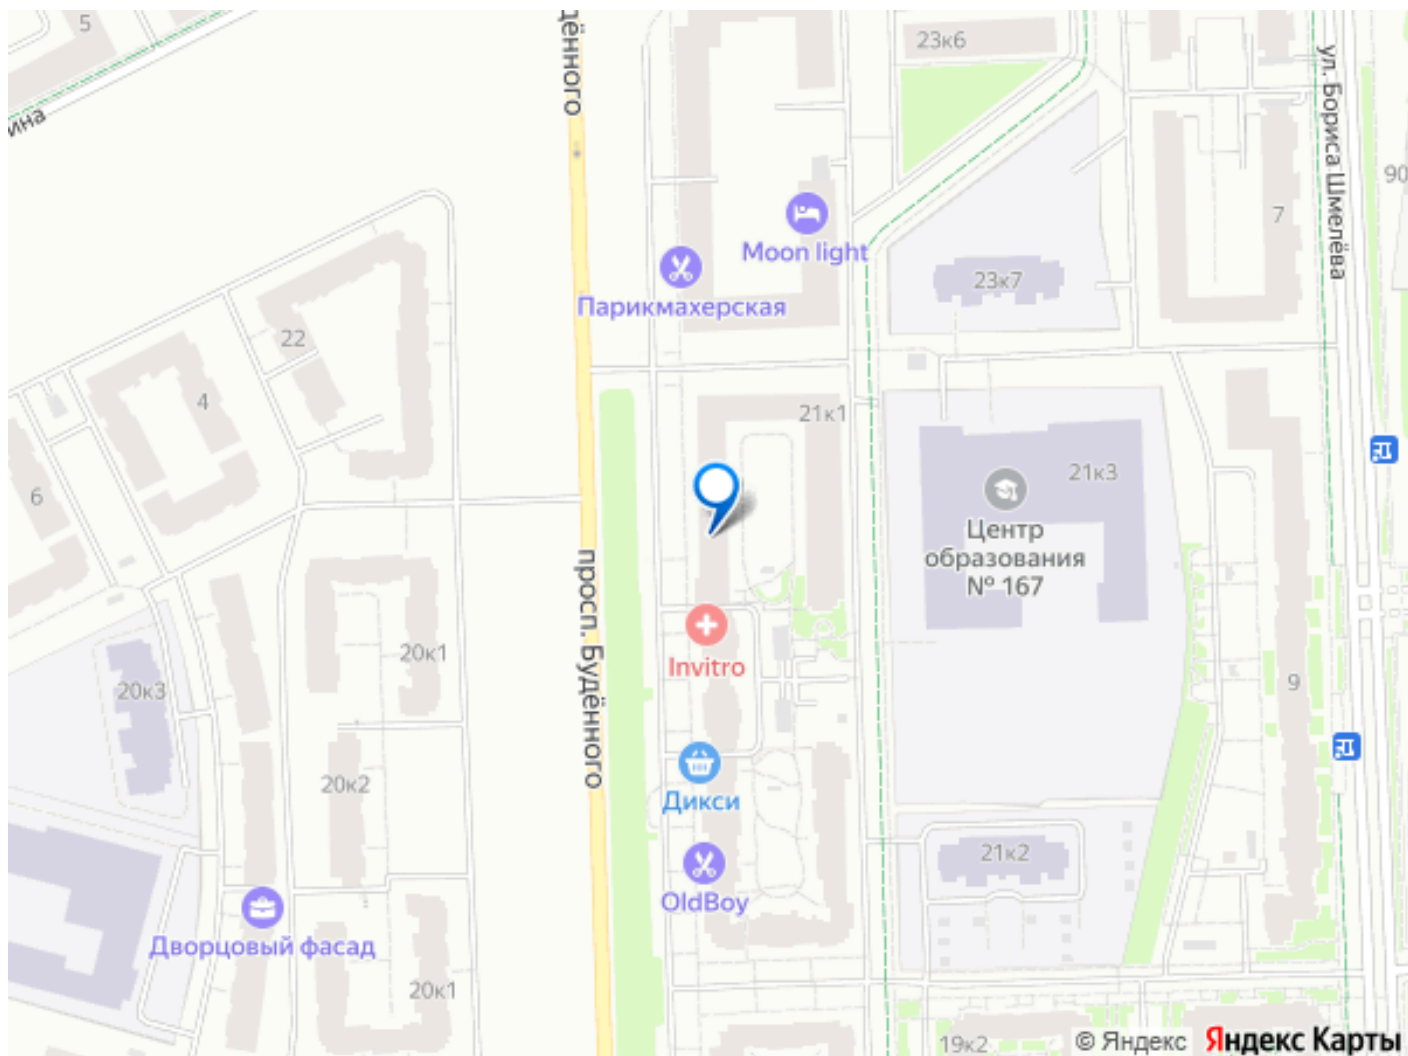 5
дённого
23к6
ул. Бориса Шмелёва
ина
90
7
Moon light
23к7
Парикмахерская
22
4
21к1
6
21к3
Центр
образования
№ 167
просп. Будённого
20к1
Invitro
20к3
9
20к2
Дикси
21к2
OldBoy
Дворцовый фасад
20к1
19к2
© Яндекс Яндекс Карты